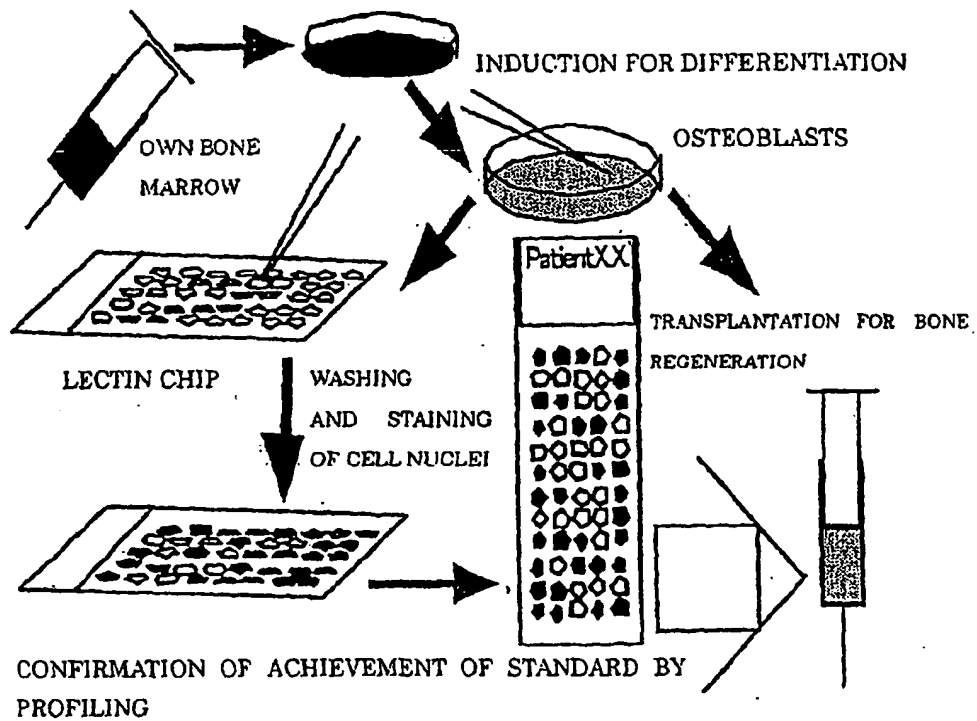 INDUCTION FOR DIFFERENTIATION
OWN BONE
MARROW
OSTEOBLASTS
PatientXX
LECTIN CHIP
WASHING
AND STAINING
OF CELL NUCLEI
TRANSPLANTATION FOR BONE
REGENERATION
CONFIRMATION OF ACHIEVEMENT OF STANDARD BY
PROFILING